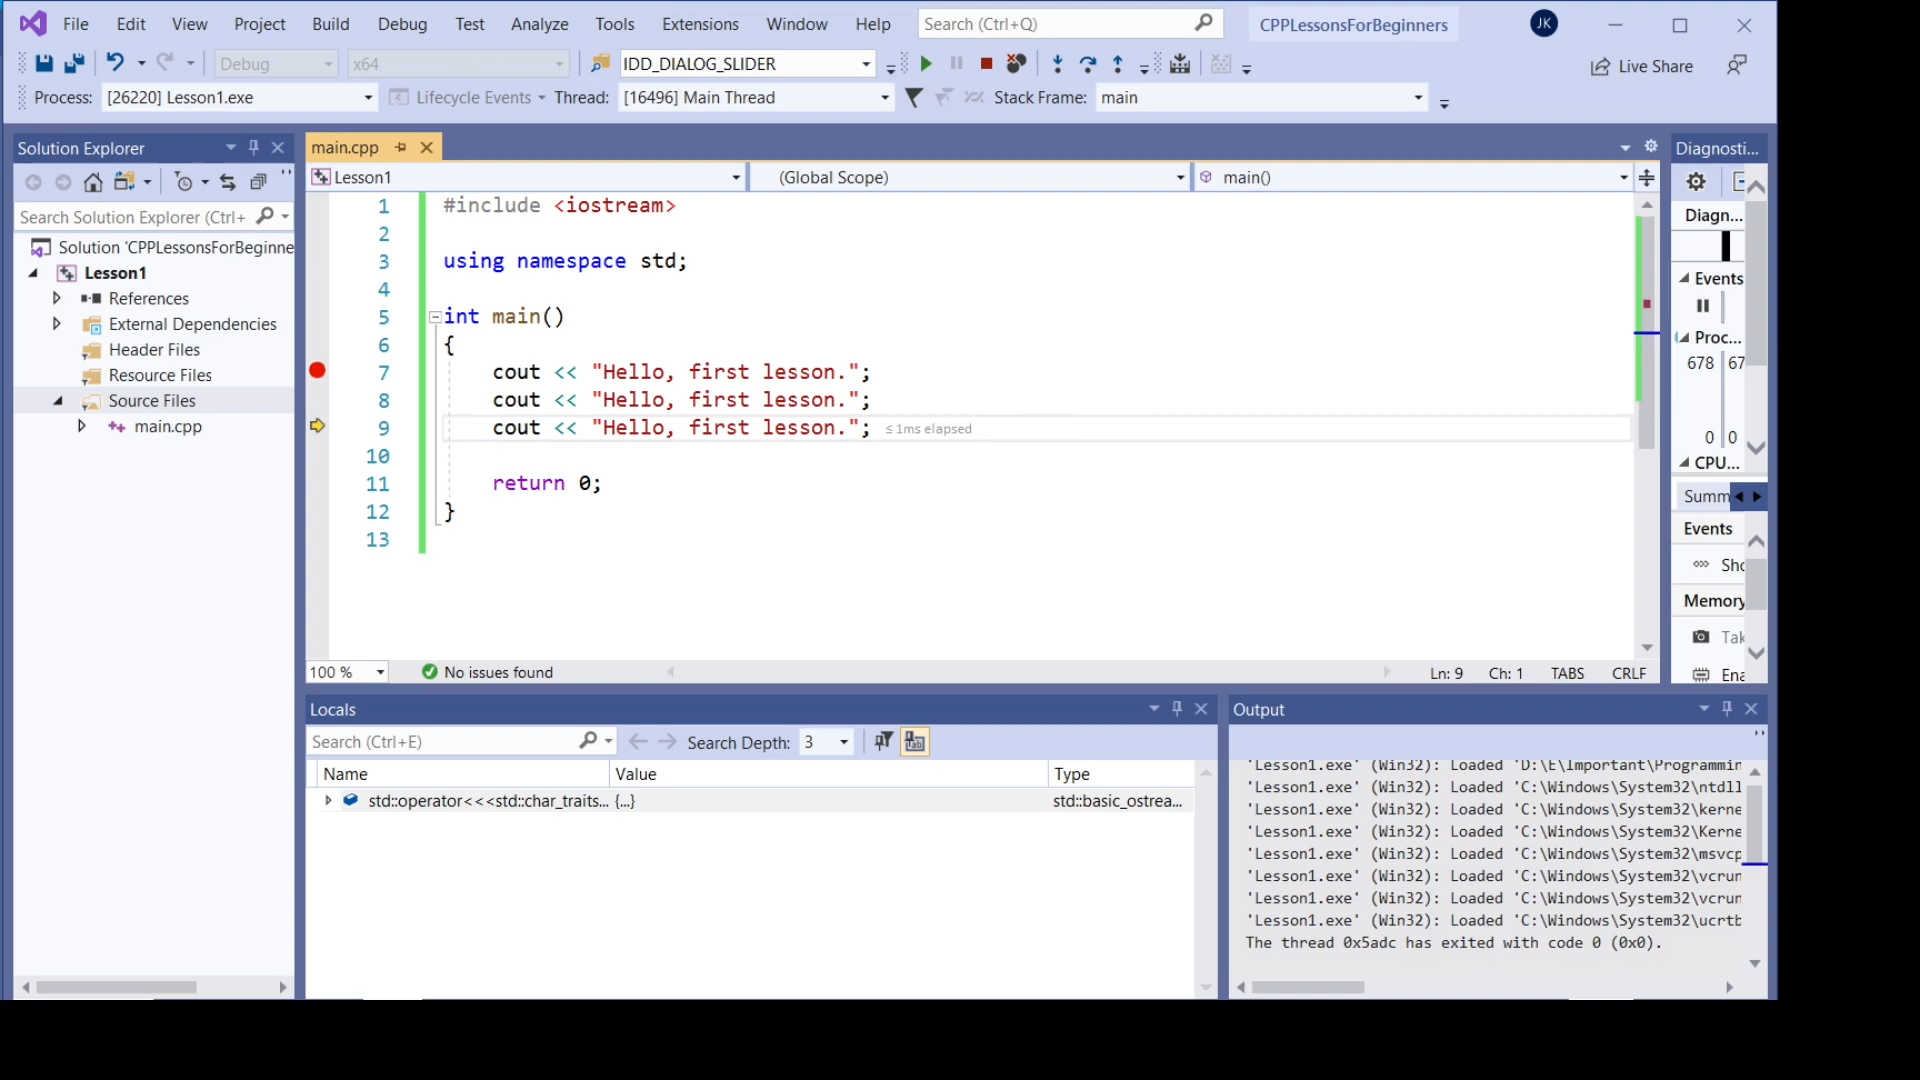 File Edit View Project Build Debug Test Analyze Tools Extensions Window Help Search (Ctrl+Q) CPPLessonsForBeginners JK
Debug x64 IDD_DIALOG_SLIDER Live Share
Process: [26220] Lesson1.exe Lifecycle Events Thread: [16496] Main Thread Stack Frame: main
Solution Explorer
Search Solution Explorer (Ctrl+
Solution 'CPPLessonsForBeginne
Lesson1
References
External Dependencies
Header Files
Resource Files
Source Files
main.cpp
main.cpp
Lesson1 (Global Scope) main()
1 #include <iostream>
2
3 using namespace std;
4
5 int main()
6 {
7 cout << "Hello, first lesson.";
8 cout << "Hello, first lesson.";
9 cout << "Hello, first lesson."; ≤ 1ms elapsed
10
11 return 0;
12 }
13
100 % No issues found Ln: 9 Ch: 1 TABS CRLF
Diagnosti...
Diagn...
Events
Proc...
678 67
0 0
CPU...
Summ
Events
Sho
Memory
Tak
Ena
Locals
Search (Ctrl+E) Search Depth: 3
Name Value Type
std::operator<<<std::char_traits... {...} std::basic_ostrea...
Output
'Lesson1.exe' (Win32): Loaded 'D:\E\Important\Programmin
'Lesson1.exe' (Win32): Loaded 'C:\Windows\System32\ntdll
'Lesson1.exe' (Win32): Loaded 'C:\Windows\System32\kerne
'Lesson1.exe' (Win32): Loaded 'C:\Windows\System32\Kerne
'Lesson1.exe' (Win32): Loaded 'C:\Windows\System32\msvcp
'Lesson1.exe' (Win32): Loaded 'C:\Windows\System32\vcrun
'Lesson1.exe' (Win32): Loaded 'C:\Windows\System32\vcrun
'Lesson1.exe' (Win32): Loaded 'C:\Windows\System32\ucrtb
The thread 0x5adc has exited with code 0 (0x0).